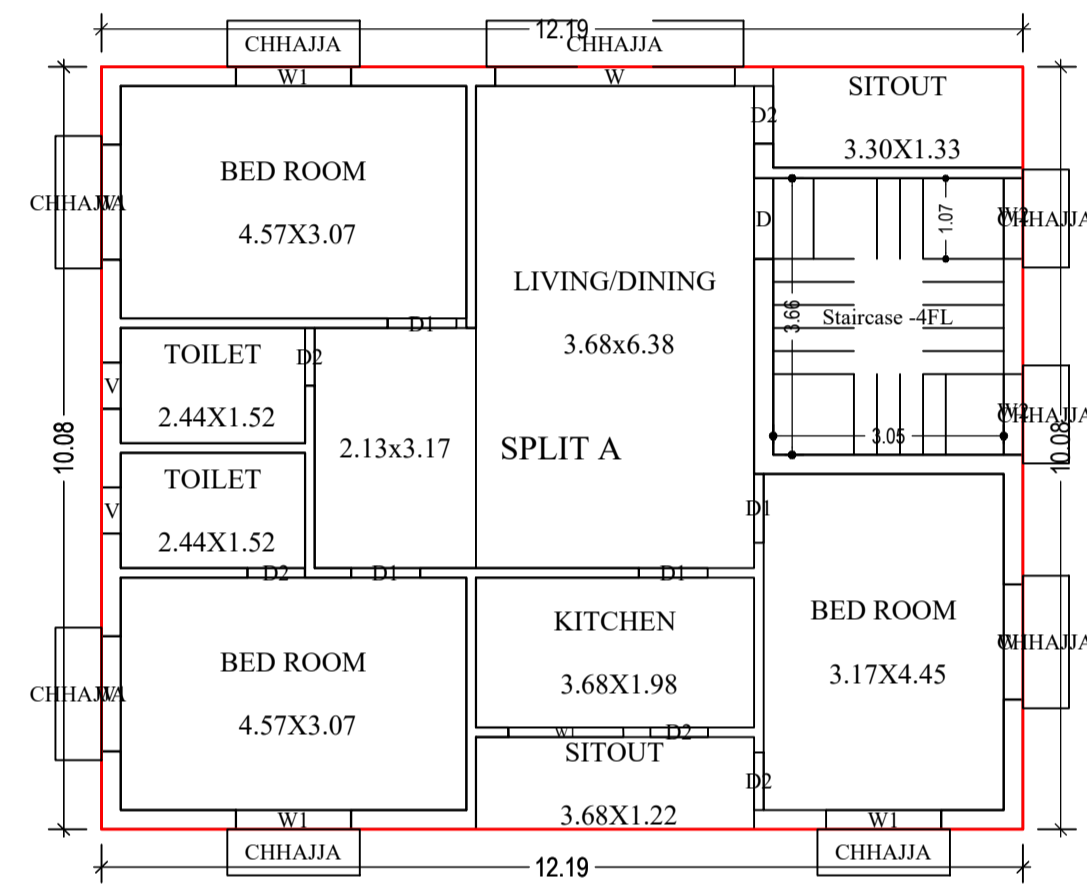 12.19
CHHAJJA
CHHAJJA
W1
W
SITOUT
3.30X1.33
D2
BED ROOM
4.57X3.07
CHHAJJA
D
1.07
W2
CHHAJJA
LIVING/DINING
3.68x6.38
3.66
Staircase -4FL
D1
TOILET
2.44X1.52
D2
V
W2
CHHAJJA
10.08
2.13x3.17
SPLIT A
3.05
10.08
TOILET
2.44X1.52
V
D1
D2
D1
D1
BED ROOM
4.57X3.07
CHHAJJA
KITCHEN
3.68X1.98
BED ROOM
3.17X4.45
CHHAJJA
W1
D2
SITOUT
3.68X1.22
D2
W1
W1
CHHAJJA
CHHAJJA
12.19